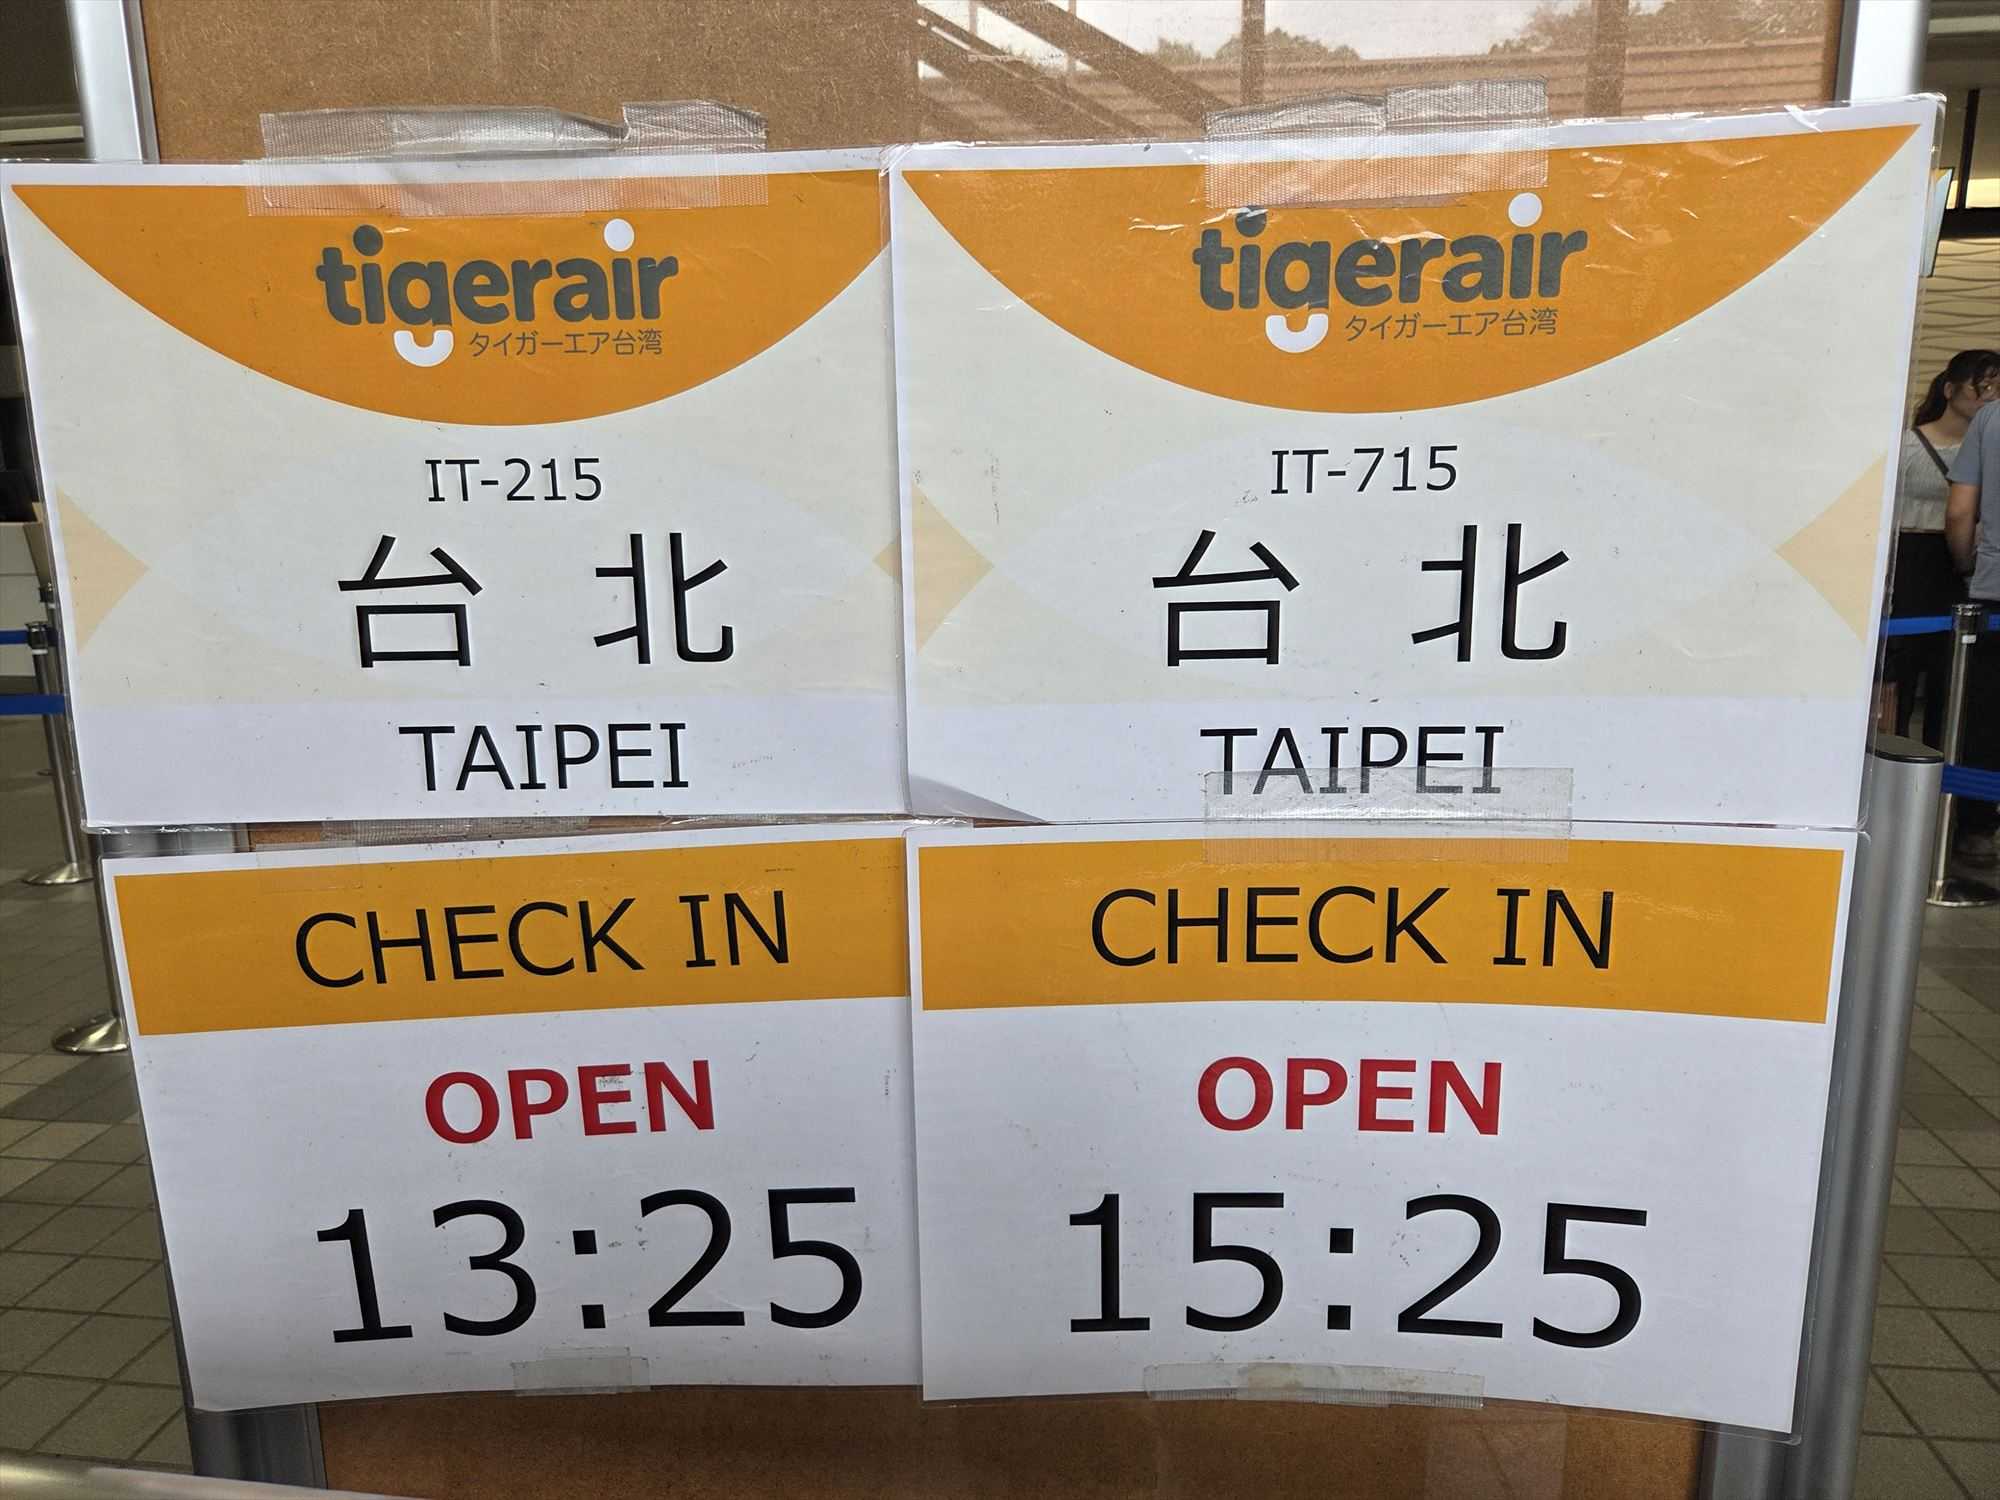 tigerair
タイガーエア台湾
IT-215
台北
TAIPEI
CHECK IN
OPEN
13:25
tigerair
タイガーエア台湾
IT-715
台北
TAIPEI
CHECK IN
OPEN
15:25